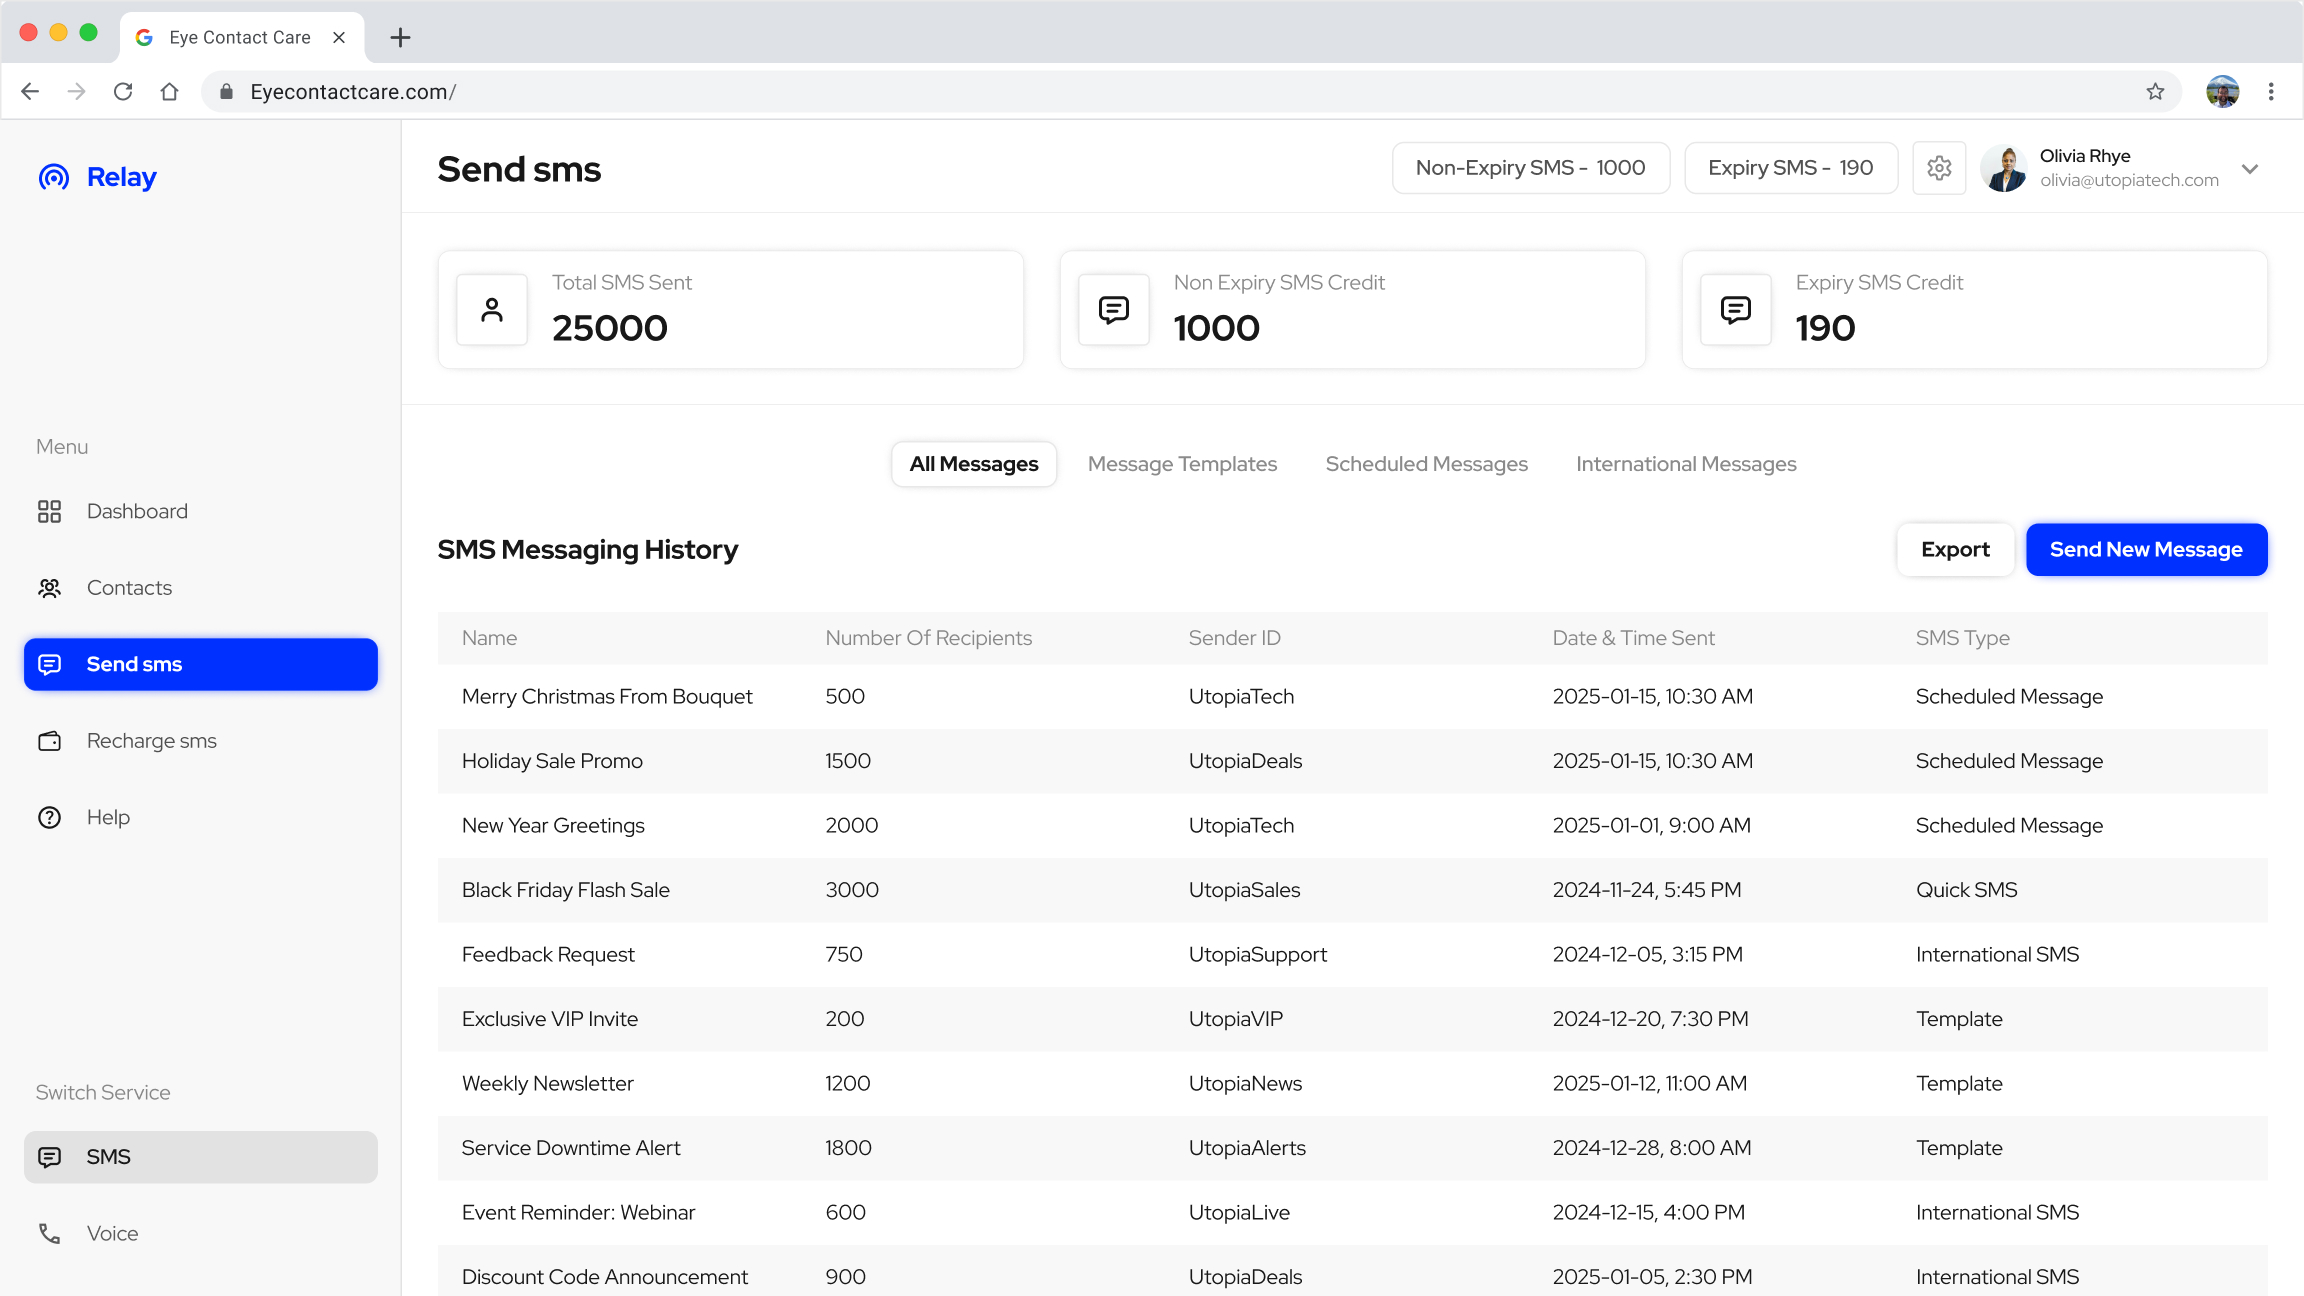 Eye Contact Care
Eyecontactcare.com/
Relay
Send sms
Non-Expiry SMS - 1000
Expiry SMS - 190
Olivia Rhye
olivia@utopiatech.com
Total SMS Sent
25000
Non Expiry SMS Credit
1000
Expiry SMS Credit
190
Menu
Dashboard
Contacts
Send sms
Recharge sms
Help
Switch Service
SMS
Voice
All Messages Message Templates Scheduled Messages International Messages
SMS Messaging History
Export
Send New Message
Name Number Of Recipients Sender ID Date & Time Sent SMS Type
Merry Christmas From Bouquet 500 UtopiaTech 2025-01-15, 10:30 AM Scheduled Message
Holiday Sale Promo 1500 UtopiaDeals 2025-01-15, 10:30 AM Scheduled Message
New Year Greetings 2000 UtopiaTech 2025-01-01, 9:00 AM Scheduled Message
Black Friday Flash Sale 3000 UtopiaSales 2024-11-24, 5:45 PM Quick SMS
Feedback Request 750 UtopiaSupport 2024-12-05, 3:15 PM International SMS
Exclusive VIP Invite 200 UtopiaVIP 2024-12-20, 7:30 PM Template
Weekly Newsletter 1200 UtopiaNews 2025-01-12, 11:00 AM Template
Service Downtime Alert 1800 UtopiaAlerts 2024-12-28, 8:00 AM Template
Event Reminder: Webinar 600 UtopiaLive 2024-12-15, 4:00 PM International SMS
Discount Code Announcement 900 UtopiaDeals 2025-01-05, 2:30 PM International SMS